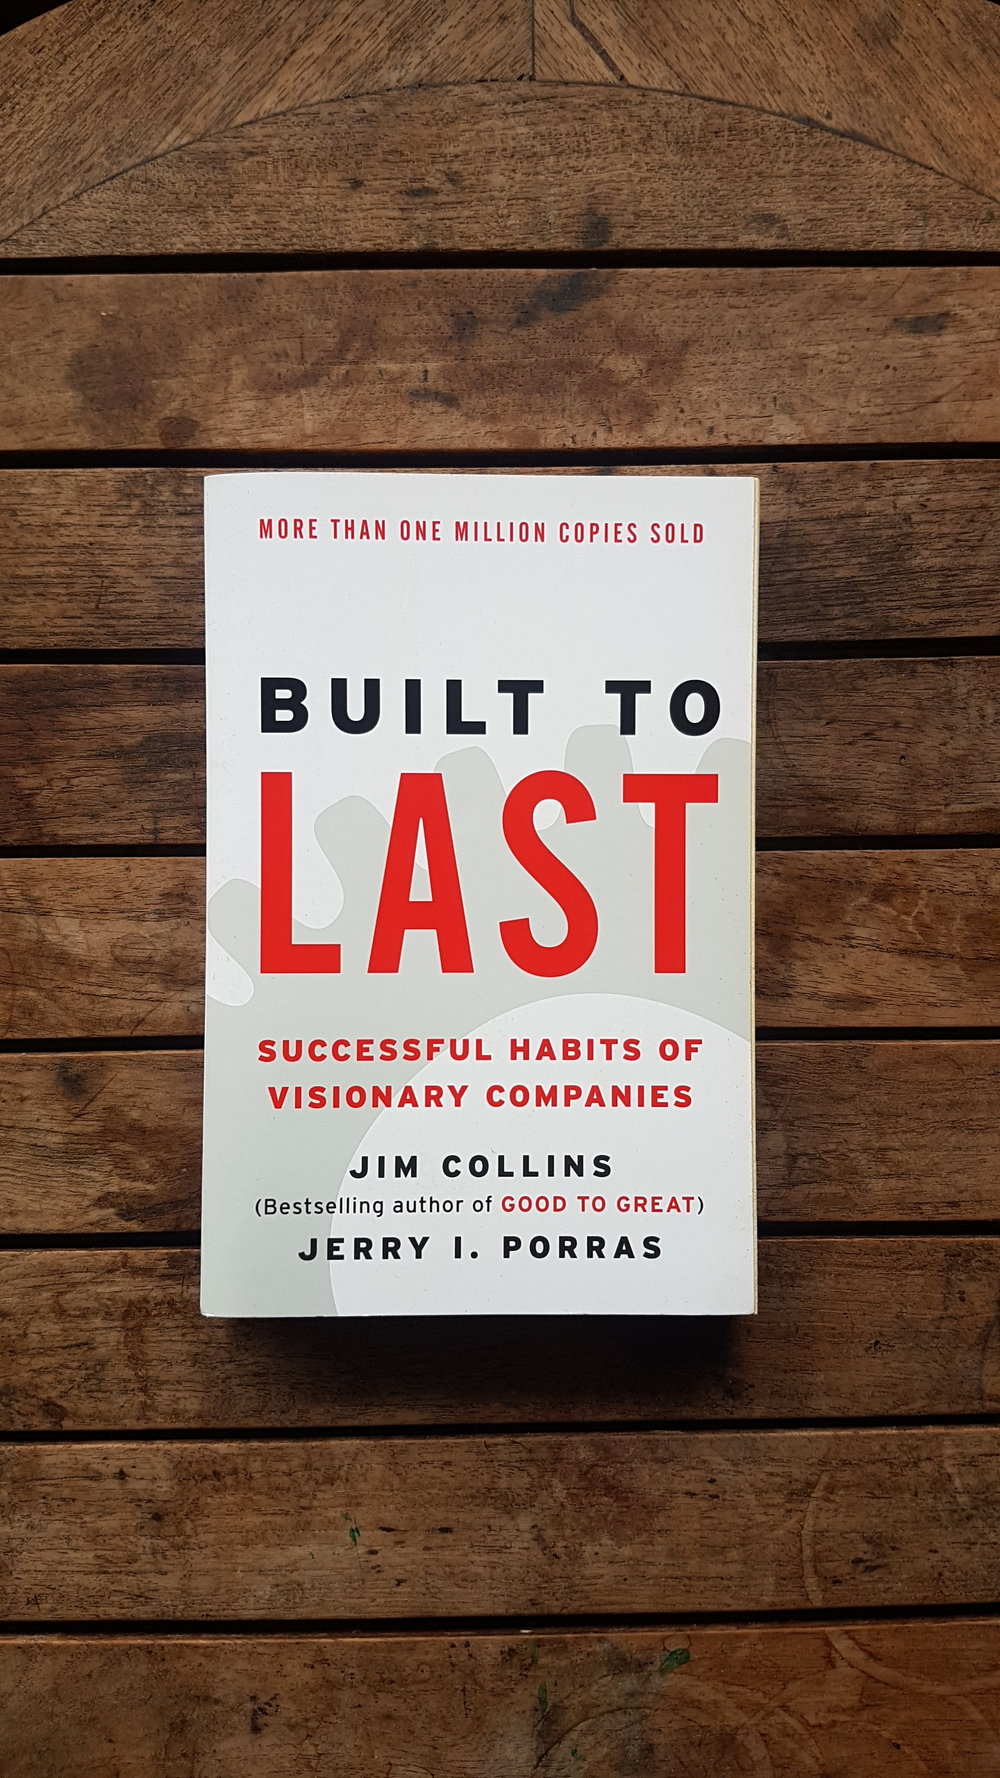 MORE THAN ONE MILLION COPIES SOLD
BUILT TO
LAST
SUCCESSFUL HABITS OF
VISIONARY COMPANIES
JIM COLLINS
(Bestselling author of GOOD TO GREAT)
JERRY I. PORRAS